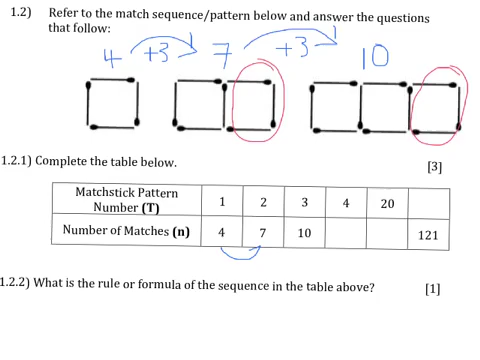 1.2) Refer to the match sequence/pattern below and answer the questions
that follow:
4 +3 7 +3 10
1.2.1) Complete the table below. [3]
Matchstick Pattern
Number (T) 1 2 3 4 20
Number of Matches (n) 4 7 10 121
1.2.2) What is the rule or formula of the sequence in the table above? [1]